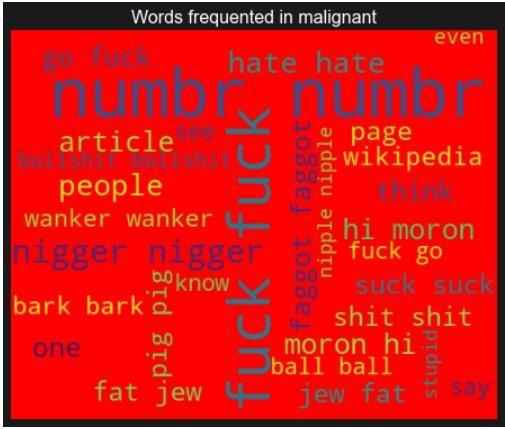 Words frequented in malignant
even
go fuck
hate hate
numbr numbr
article
see
page
bullshit bullshit
wikipedia
people
think
wanker wanker
hi moron
nigger nigger
fuck go
know
bark bark
suck suck
shit shit
one
moron hi
ball ball
fat jew
jew fat
say
fuck fuck
faggot faggot
nipple nipple
pig pig
stupid